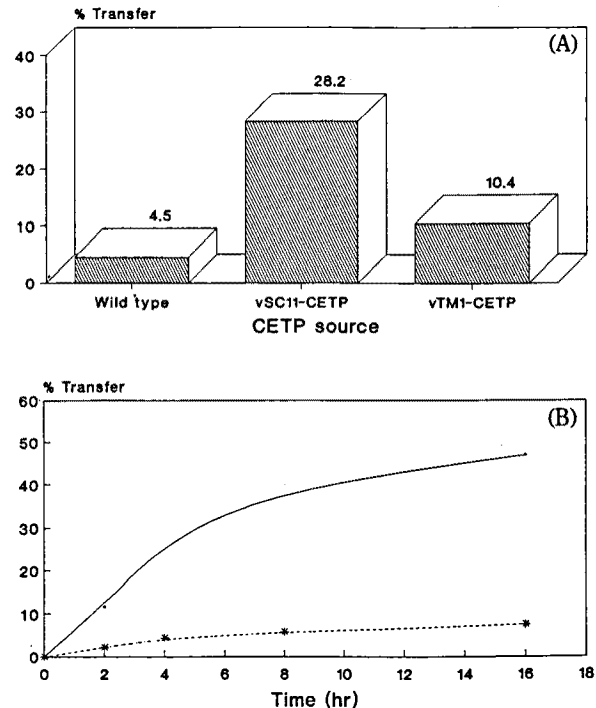 % Transfer
(A)
40
30
20
10
0
4.5
28.2
10.4
Wild type
vSC11-CETP
vTM1-CETP
CETP source
% Transfer
(B)
60
50
40
30
20
10
0
0 2 4 6 8 10 12 14 16 18
Time (hr)